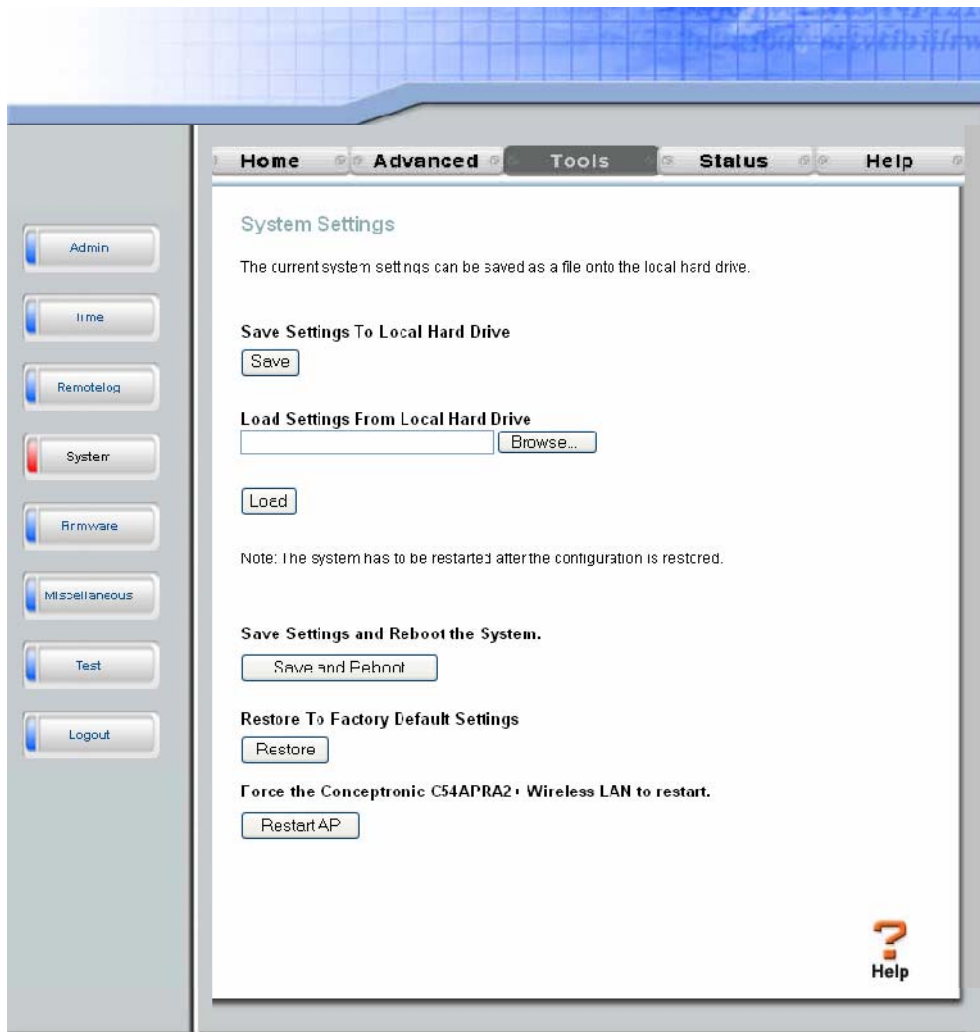 Home Advanced Tools Status Help
Admin
Time
Remotelog
System
Firmware
Miscellaneous
Test
Logout
System Settings
The current system settings can be saved as a file onto the local hard drive.
Save Settings To Local Hard Drive
Save
Load Settings From Local Hard Drive
Browse...
Load
Note: The system has to be restarted after the configuration is restored.
Save Settings and Reboot the System.
Save and Reboot
Restore To Factory Default Settings
Restore
Force the Conceptronic C54APRA2+ Wireless LAN to restart.
Restart AP
Help